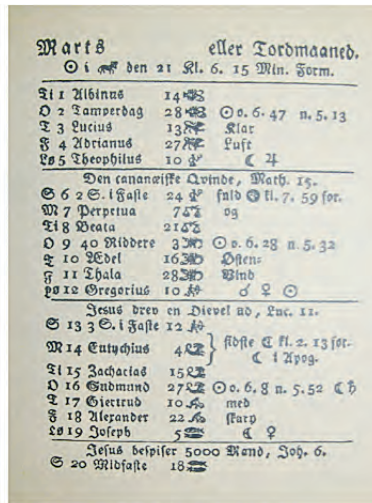 Marts eller Tordmaaned.
☉ i ♈ den 21 Kl. 6. 15 Min. Form.
Ti 1 Albinus 14
O 2 Tamperdag 28 ☉ o. 6. 47 n. 5. 13
T 3 Lucius 13 Klar
F 4 Adrianus 27 Luft
Lø 5 Theophilus 10 ☾ ♃
Den cananæiske Qvinde, Math. 15.
S 6 2 S. i Faste 24 fuld kl. 7. 59 for.
M 7 Perpetua 7 og
Ti 8 Beata 21
O 9 40 Riddere 3 ☉ o. 6. 28 n. 5. 32
T 10 Ædel 16 Østen-
F 11 Thala 28 Vind
Lø 12 Gregorius 10 ☌ ♀ ☉
Jesus drev en Dievel ud, Luc. 11.
S 13 3 S. i Faste 12
M 14 Eutychius 4 sidste ☾ kl. 2. 13 for.
☾ i Apog.
Ti 15 Zacharias 15
O 16 Gudmund 27 ☉ o. 6. 8 n. 5. 52 ☾ ♄
T 17 Giertrud 10 med
F 18 Alexander 22 skarp
Lø 19 Joseph 5 ☾ ♀
Jesus bespiser 5000 Mand, Joh. 6.
S 20 Midfaste 18